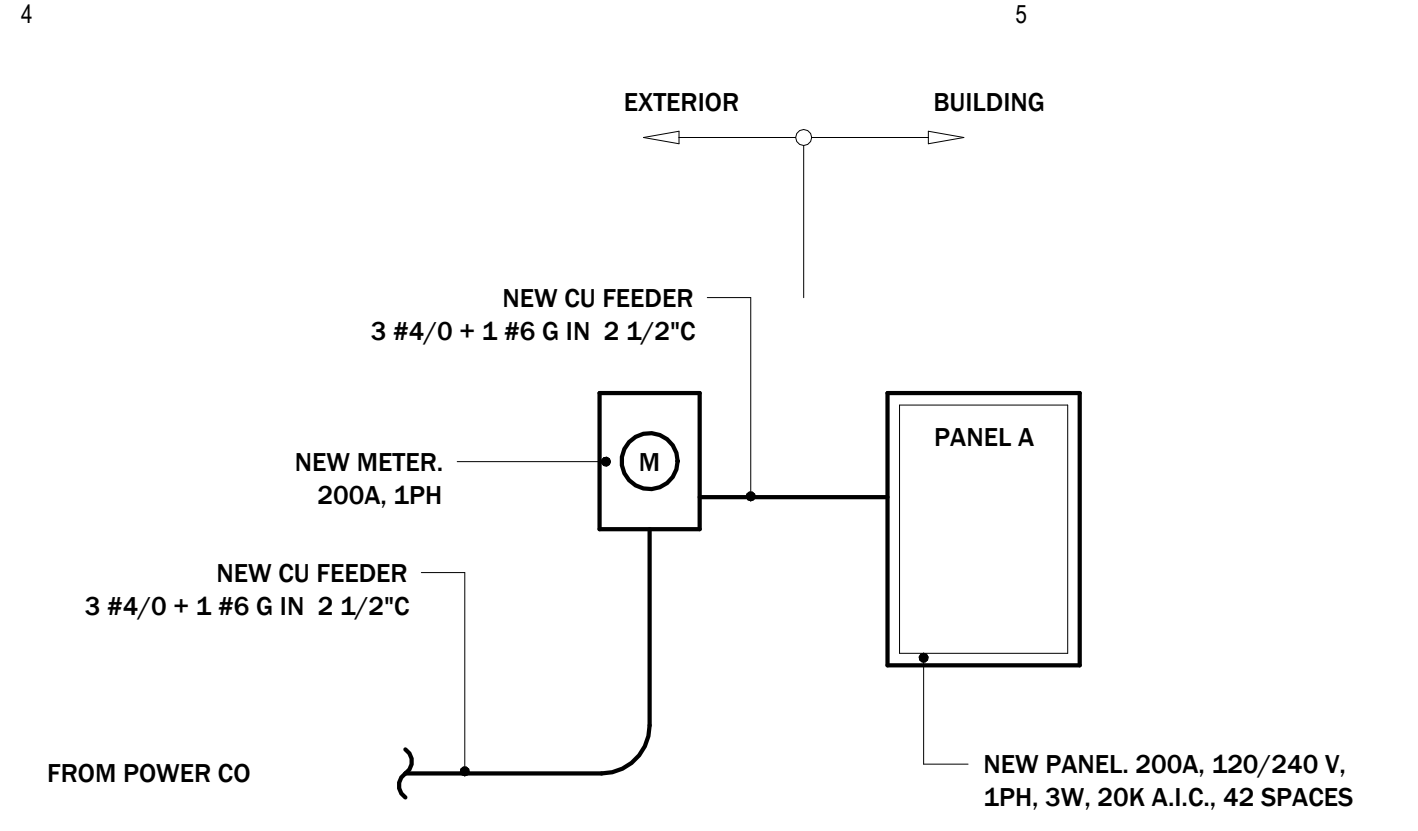 4
5
EXTERIOR
BUILDING
NEW CU FEEDER
3 #4/0 + 1 #6 G IN 2 1/2"C
PANEL A
M
NEW METER.
200A, 1PH
NEW CU FEEDER
3 #4/0 + 1 #6 G IN 2 1/2"C
FROM POWER CO
NEW PANEL. 200A, 120/240 V,
1PH, 3W, 20K A.I.C., 42 SPACES